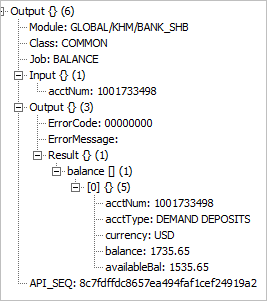 Output {} (6)
Module: GLOBAL/KHM/BANK_SHB
Class: COMMON
Job: BALANCE
Input {} (1)
acctNum: 1001733498
Output {} (3)
ErrorCode: 00000000
ErrorMessage:
Result {} (1)
balance [] (1)
[0] {} (5)
acctNum: 1001733498
acctType: DEMAND DEPOSITS
currency: USD
balance: 1735.65
availableBal: 1535.65
API_SEQ: 8c7fdffdc8657ea494faf1cef24919a2